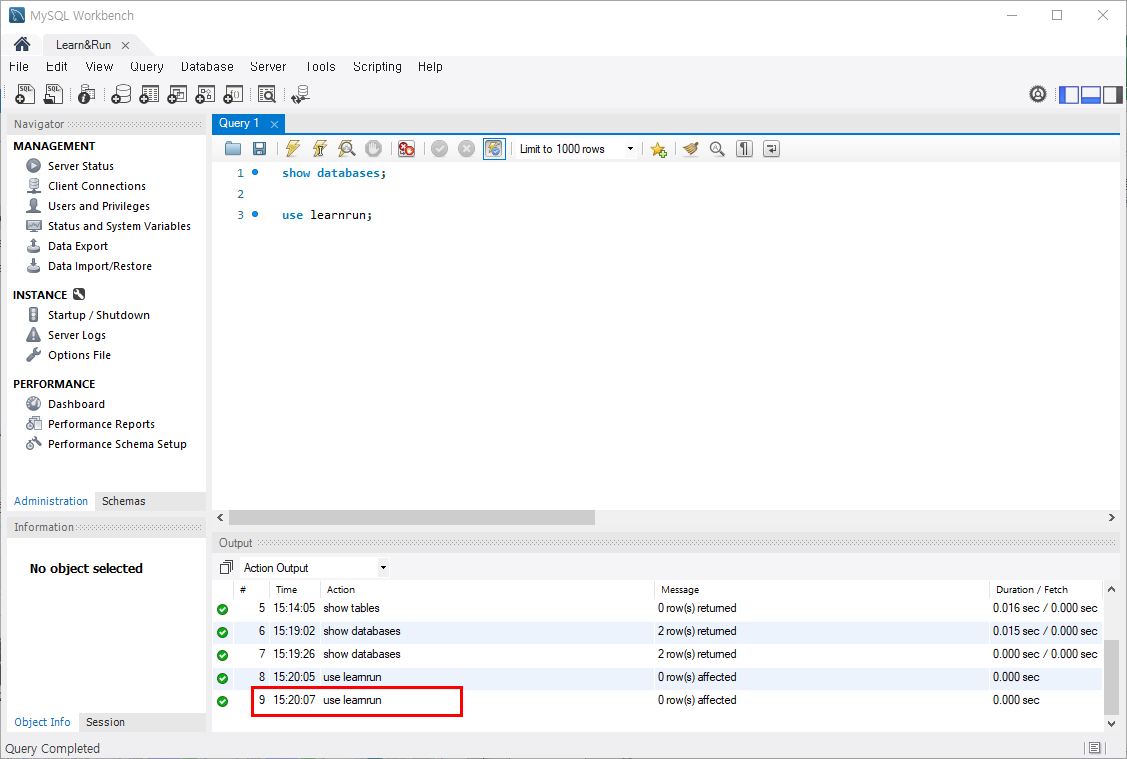 MySQL Workbench
Learn&Run
File Edit View Query Database Server Tools Scripting Help
Navigator
MANAGEMENT
Server Status
Client Connections
Users and Privileges
Status and System Variables
Data Export
Data Import/Restore
INSTANCE
Startup / Shutdown
Server Logs
Options File
PERFORMANCE
Dashboard
Performance Reports
Performance Schema Setup
Administration Schemas
Information
No object selected
Object Info Session
Query 1
Limit to 1000 rows
1 show databases;
2
3 use learnrun;
Output
Action Output
# Time Action Message Duration / Fetch
5 15:14:05 show tables 0 row(s) returned 0.016 sec / 0.000 sec
6 15:19:02 show databases 2 row(s) returned 0.015 sec / 0.000 sec
7 15:19:26 show databases 2 row(s) returned 0.000 sec / 0.000 sec
8 15:20:05 use learnrun 0 row(s) affected 0.000 sec
9 15:20:07 use learnrun 0 row(s) affected 0.000 sec
Query Completed